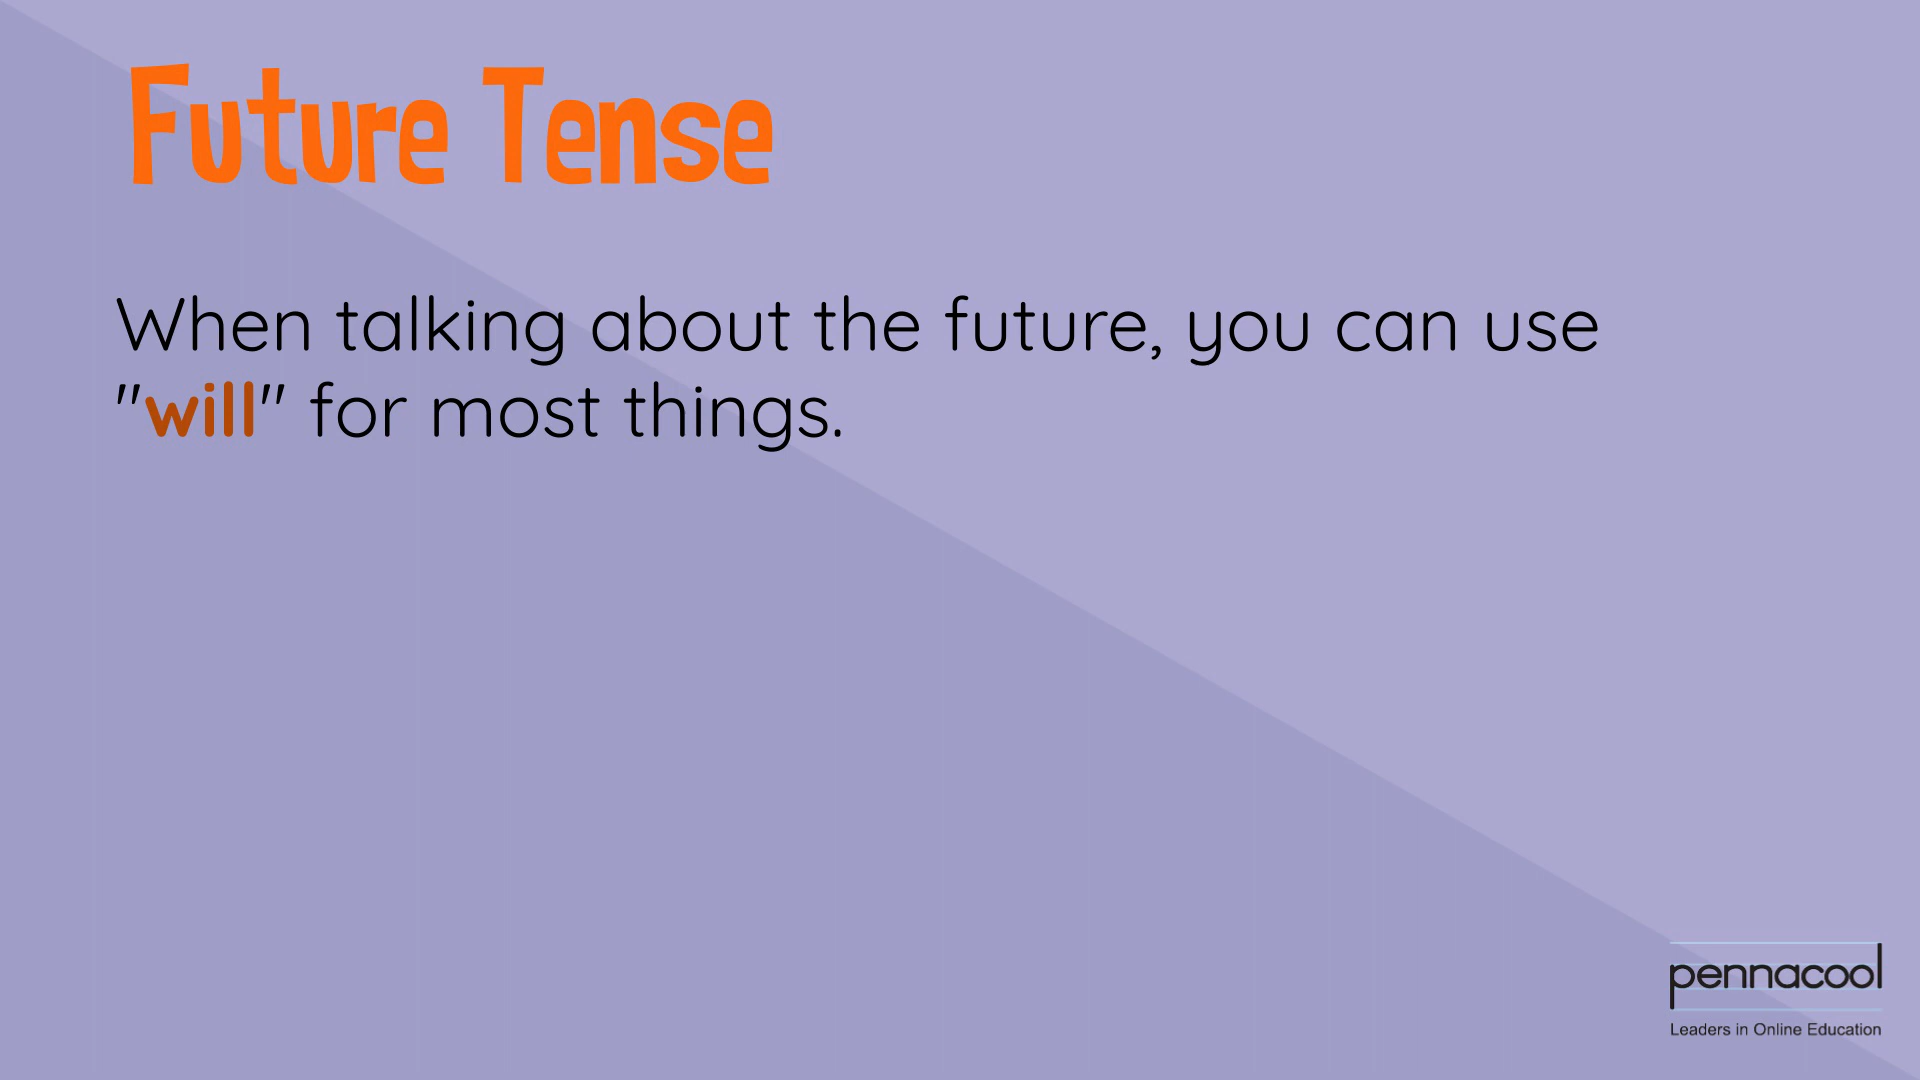 Future Tense
When talking about the future, you can use
"will" for most things.
pennacool
Leaders in Online Education